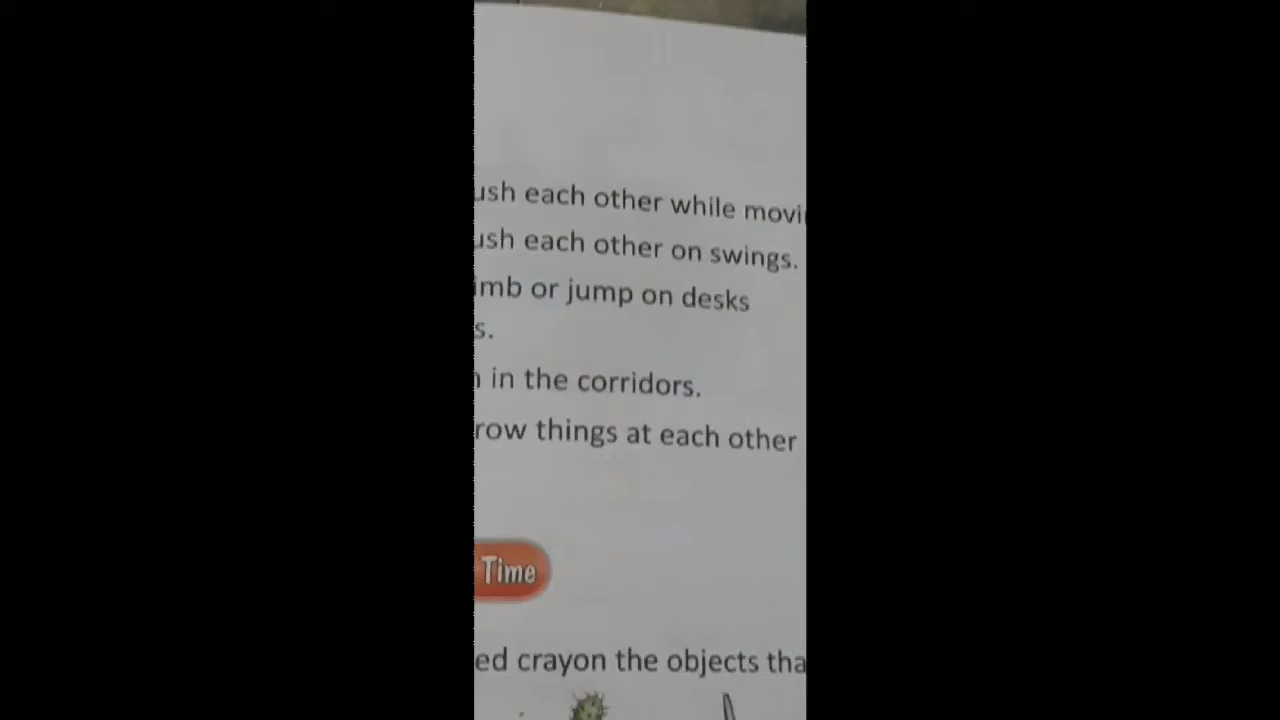 ush each other while movi
ush each other on swings.
imb or jump on desks
s.
n in the corridors.
row things at each other
Time
ed crayon the objects tha